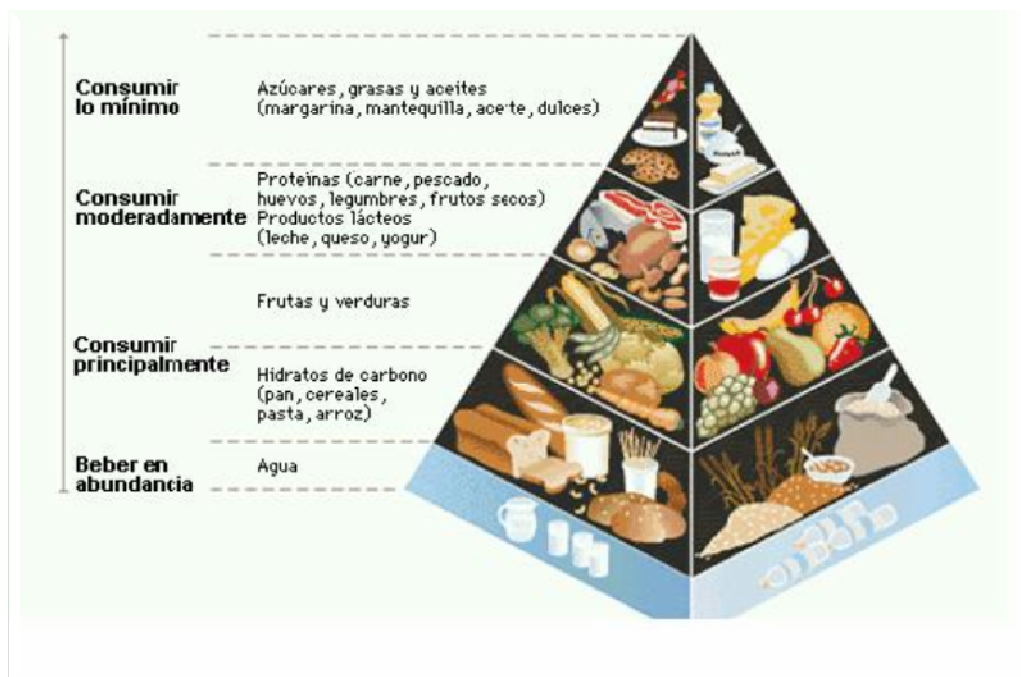 Consumir
lo mínimo
Azúcares, grasas y aceites
(margarina, mantequilla, aceite, dulces)
Consumir
moderadamente
Proteínas (carne, pescado,
huevos, legumbres, frutos secos)
Productos lácteos
(leche, queso, yogur)
Frutas y verduras
Consumir
principalmente
Hidratos de carbono
(pan, cereales,
pasta, arroz)
Beber en
abundancia
Agua